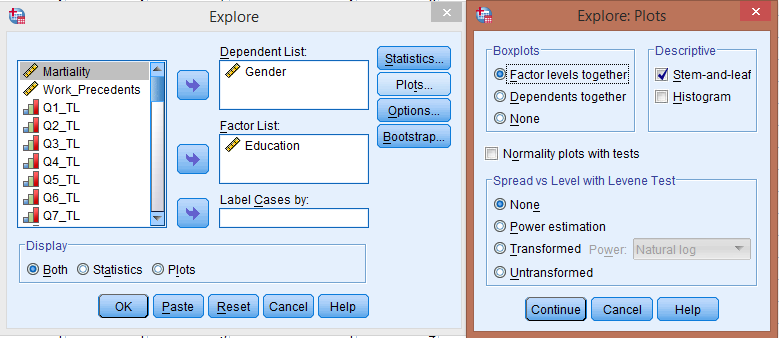 Explore
Dependent List:
Martiality
Work_Precedents
Q1_TL
Q2_TL
Q3_TL
Q4_TL
Q5_TL
Q6_TL
Q7_TL
Gender
Factor List:
Education
Label Cases by:
Statistics...
Plots...
Options...
Bootstrap...
Display
Both Statistics Plots
OK Paste Reset Cancel Help
Explore: Plots
Boxplots
Factor levels together
Dependents together
None
Descriptive
Stem-and-leaf
Histogram
Normality plots with tests
Spread vs Level with Levene Test
None
Power estimation
Transformed Power: Natural log
Untransformed
Continue Cancel Help